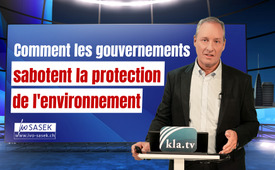 Comment les gouvernements
sabotent la protection
de l'environnement
Ivo SASEK
www.ivo-sasek.ch
kla.tv